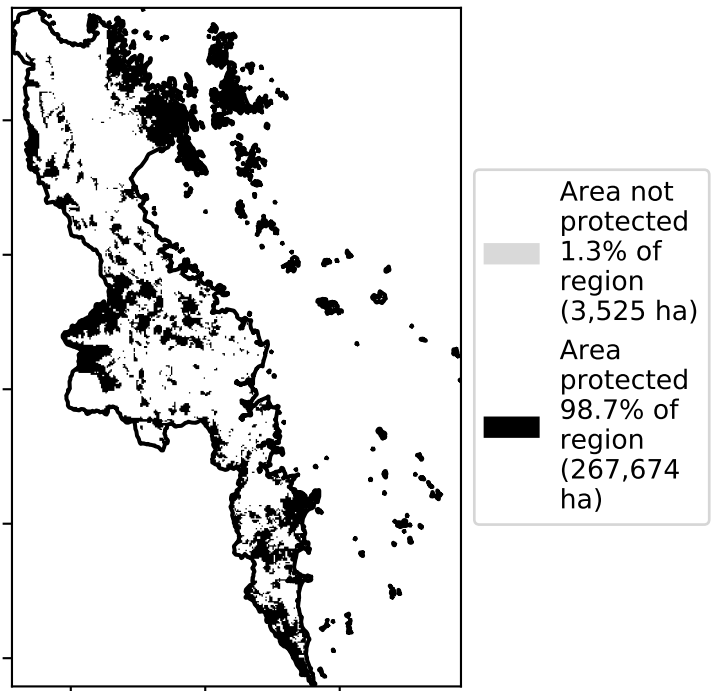 Area not
protected
1.3% of
region
(3,525 ha)
Area
protected
98.7% of
region
(267,674
ha)